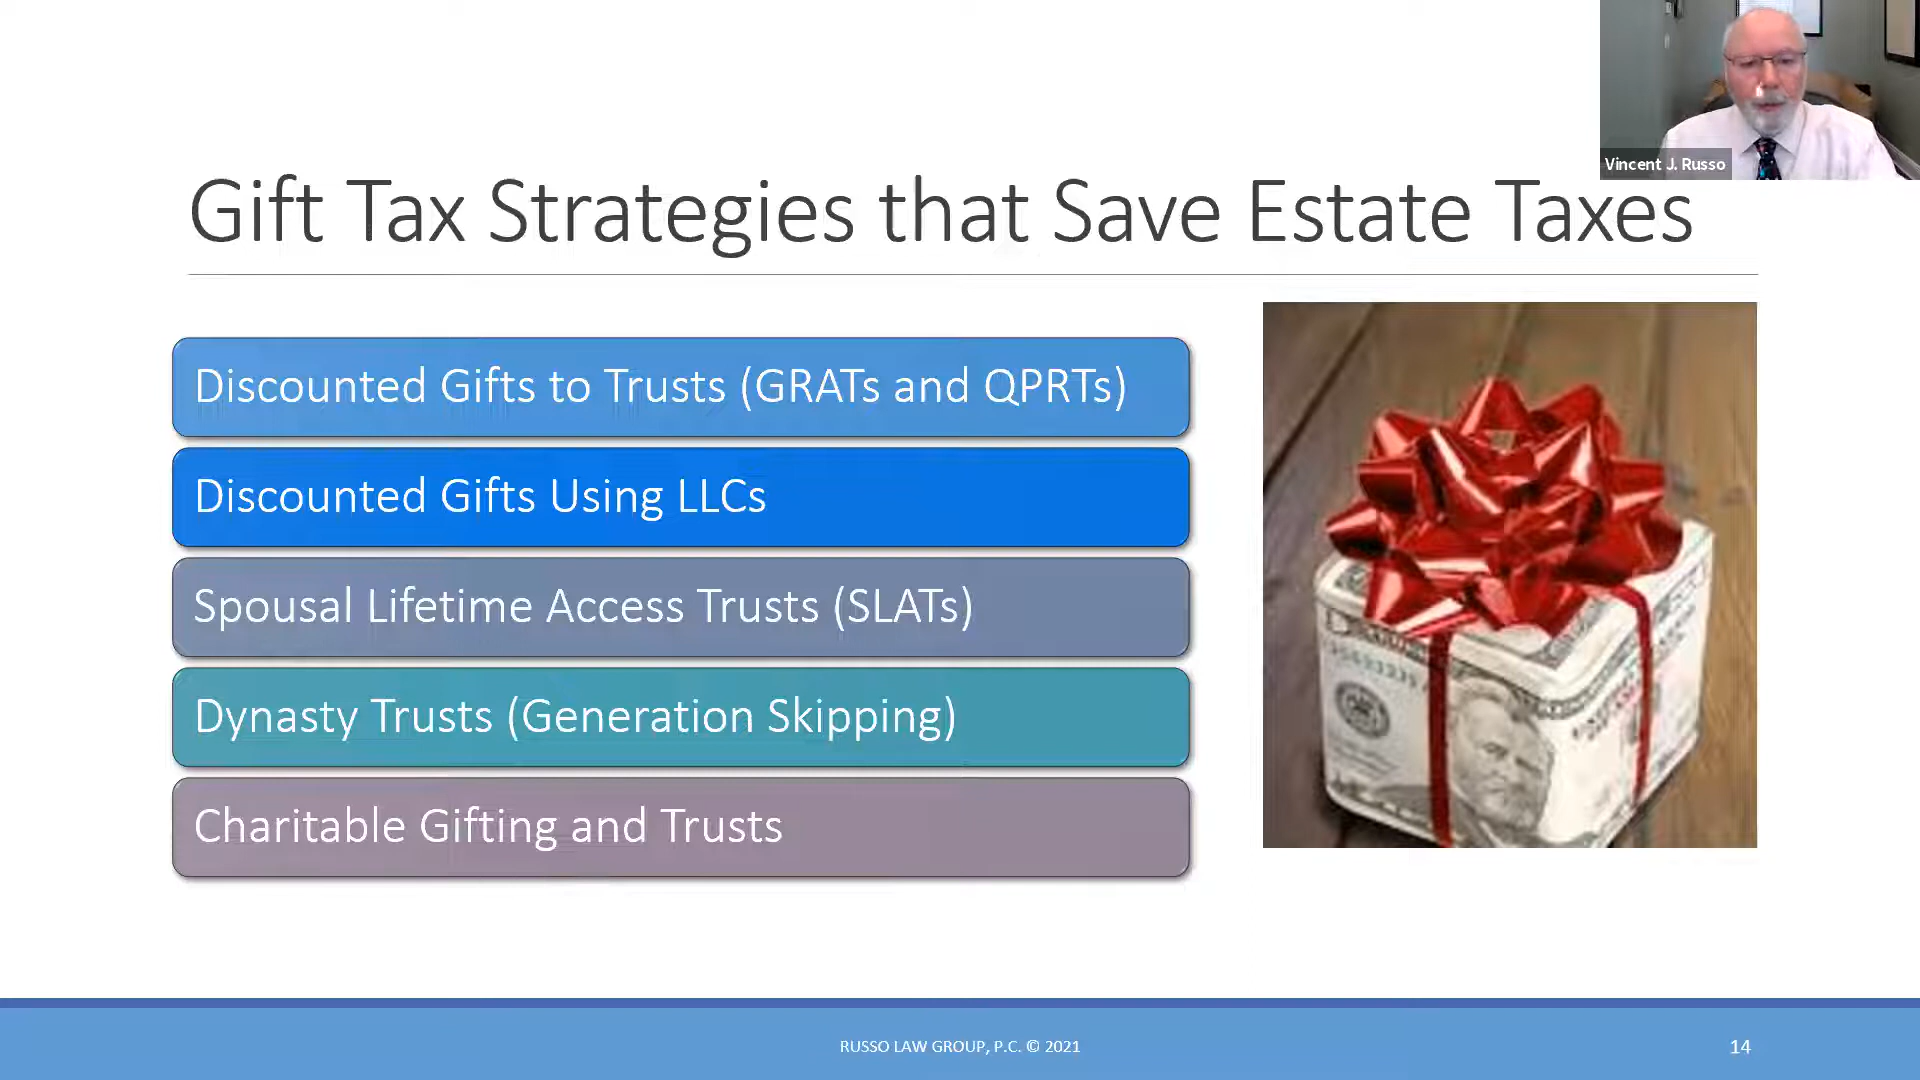 Vincent J. Russo
Gift Tax Strategies that Save Estate Taxes
Discounted Gifts to Trusts (GRATs and QPRTs)
Discounted Gifts Using LLCs
Spousal Lifetime Access Trusts (SLATs)
Dynasty Trusts (Generation Skipping)
Charitable Gifting and Trusts
RUSSO LAW GROUP, P.C. © 2021
14